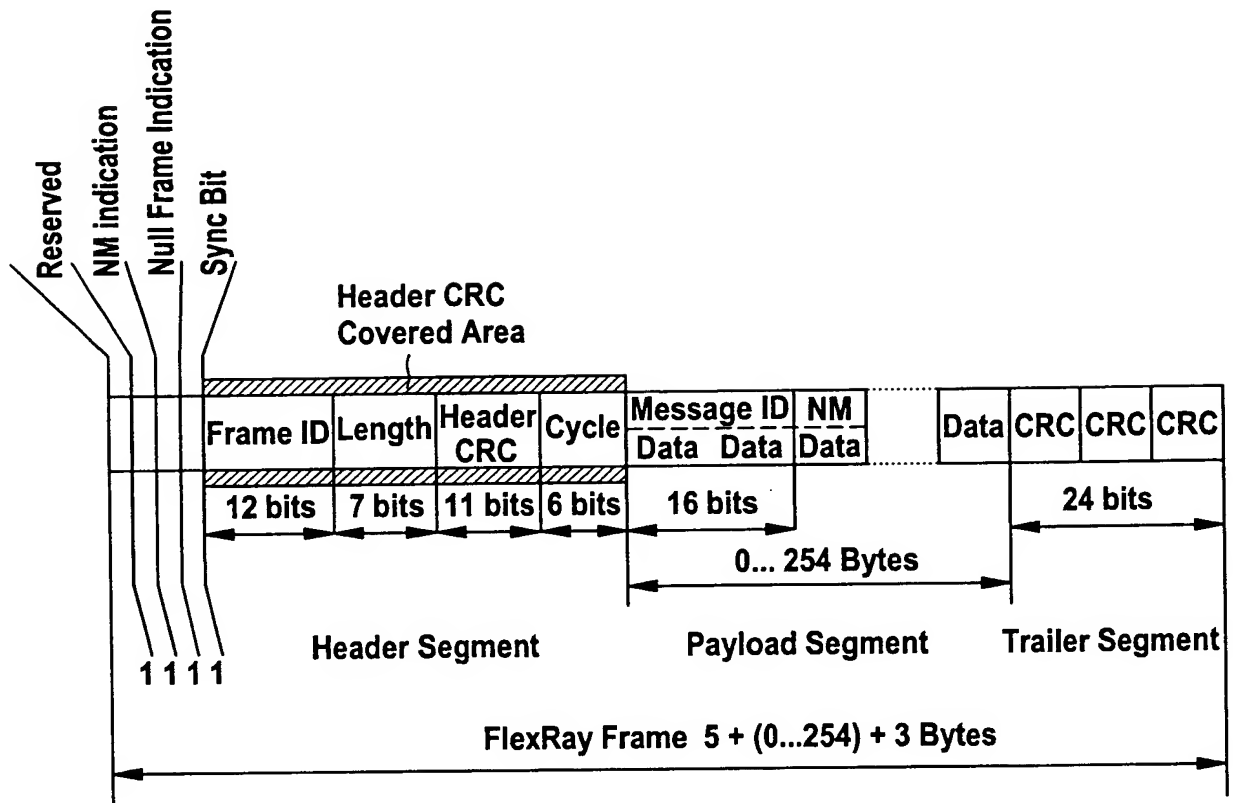 Reserved
NM indication
Null Frame Indication
Sync Bit
Header CRC
Covered Area
Frame ID
Length
Header
CRC
Cycle
Message ID
Data Data
NM
Data
Data
CRC
CRC
CRC
12 bits
7 bits
11 bits
6 bits
16 bits
24 bits
0... 254 Bytes
Header Segment
Payload Segment
Trailer Segment
1 1 1 1
FlexRay Frame 5 + (0...254) + 3 Bytes